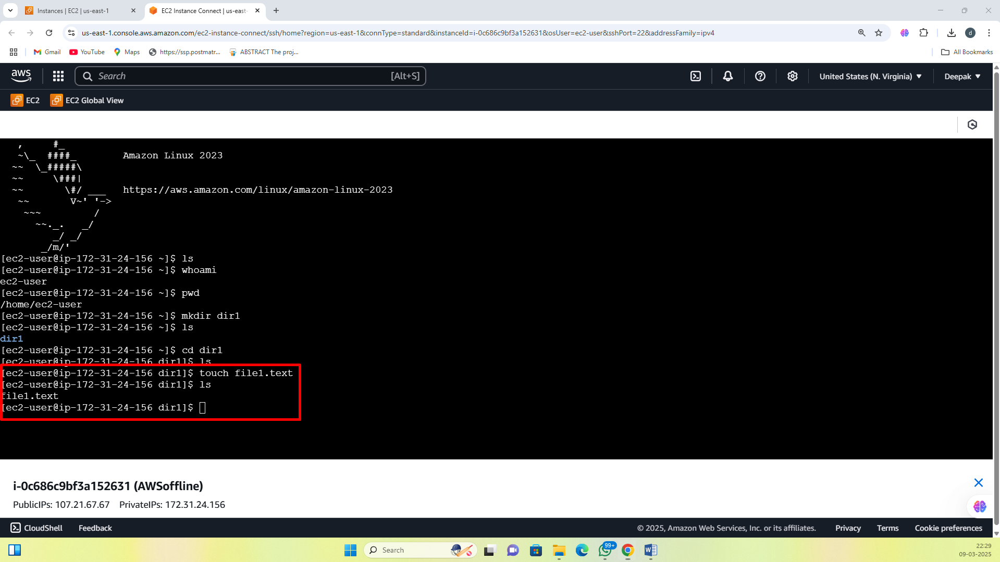 Instances | EC2 | us-east-1
EC2 Instance Connect | us-east-
us-east-1.console.aws.amazon.com/ec2-instance-connect/ssh/home?region=us-east-1&connType=standard&instanceId=i-0c686c9bf3a152631&osUser=ec2-user&sshPort=22&addressFamily=ipv4
d
Gmail
YouTube
Maps
https://ssp.postmatr...
ABSTRACT The proj...
All Bookmarks
aws
Search
[Alt+S]
United States (N. Virginia)
Deepak
EC2
EC2 Global View
   ,     #_
   ~\_  ####_        Amazon Linux 2023
  ~~  \_#####\
  ~~     \###|
  ~~       \#/ ___   https://aws.amazon.com/linux/amazon-linux-2023
   ~~       V~' '->
    ~~~         /
      ~~._.   _/
         _/ _/
       _/m/'
[ec2-user@ip-172-31-24-156 ~]$ ls
[ec2-user@ip-172-31-24-156 ~]$ whoami
ec2-user
[ec2-user@ip-172-31-24-156 ~]$ pwd
/home/ec2-user
[ec2-user@ip-172-31-24-156 ~]$ mkdir dir1
[ec2-user@ip-172-31-24-156 ~]$ ls
dir1
[ec2-user@ip-172-31-24-156 ~]$ cd dir1
[ec2-user@ip-172-31-24-156 dir1]$ ls
[ec2-user@ip-172-31-24-156 dir1]$ touch file1.text
[ec2-user@ip-172-31-24-156 dir1]$ ls
file1.text
[ec2-user@ip-172-31-24-156 dir1]$
i-0c686c9bf3a152631 (AWSoffline)
PublicIPs: 107.21.67.67 PrivateIPs: 172.31.24.156
CloudShell
Feedback
© 2025, Amazon Web Services, Inc. or its affiliates.
Privacy
Terms
Cookie preferences
Search
99+
22:29
09-03-2025